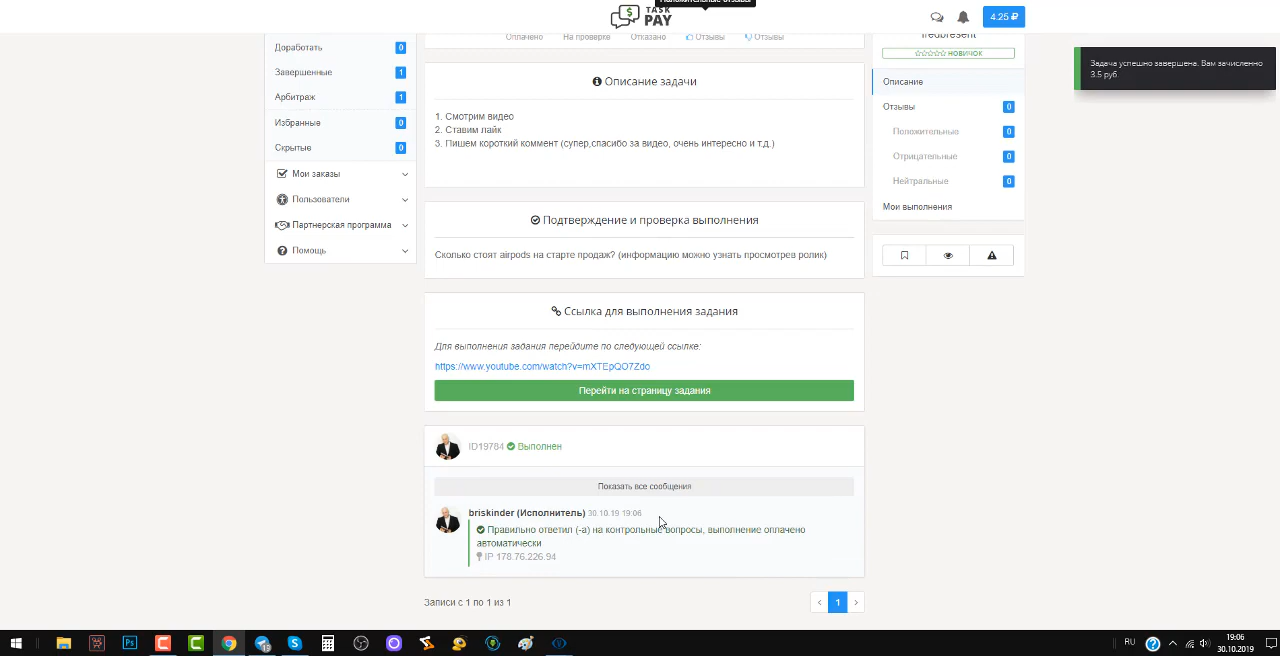 TASK PAY
4.25 ₽
Доработать 0
Завершенные 1
Арбитраж 1
Избранные 0
Скрытые 0
Мои заказы
Пользователи
Партнерская программа
Помощь
Оплачено На проверке Отказано Отзывы Отзывы
Описание задачи
1. Смотрим видео
2. Ставим лайк
3. Пишем короткий коммент (супер,спасибо за видео, очень интересно и т.д.)
Подтверждение и проверка выполнения
Сколько стоят airpods на старте продаж? (информацию можно узнать просмотрев ролик)
Ссылка для выполнения задания
Для выполнения задания перейдите по следующей ссылке:
https://www.youtube.com/watch?v=mXTEpQO7Zdo
Перейти на страницу задания
ID19784 Выполнен
Показать все сообщения
briskinder (Исполнитель) 30.10.19 19:06
Правильно ответил (-а) на контрольные вопросы, выполнение оплачено
автоматически
IP 178.76.226.94
Записи с 1 по 1 из 1
‹ 1 ›
НОВИЧОК
Описание
Отзывы 0
Положительные 0
Отрицательные 0
Нейтральные 0
Мои выполнения
Задача успешно завершена. Вам зачисленно
3.5 руб
RU
19:06
30.10.2019